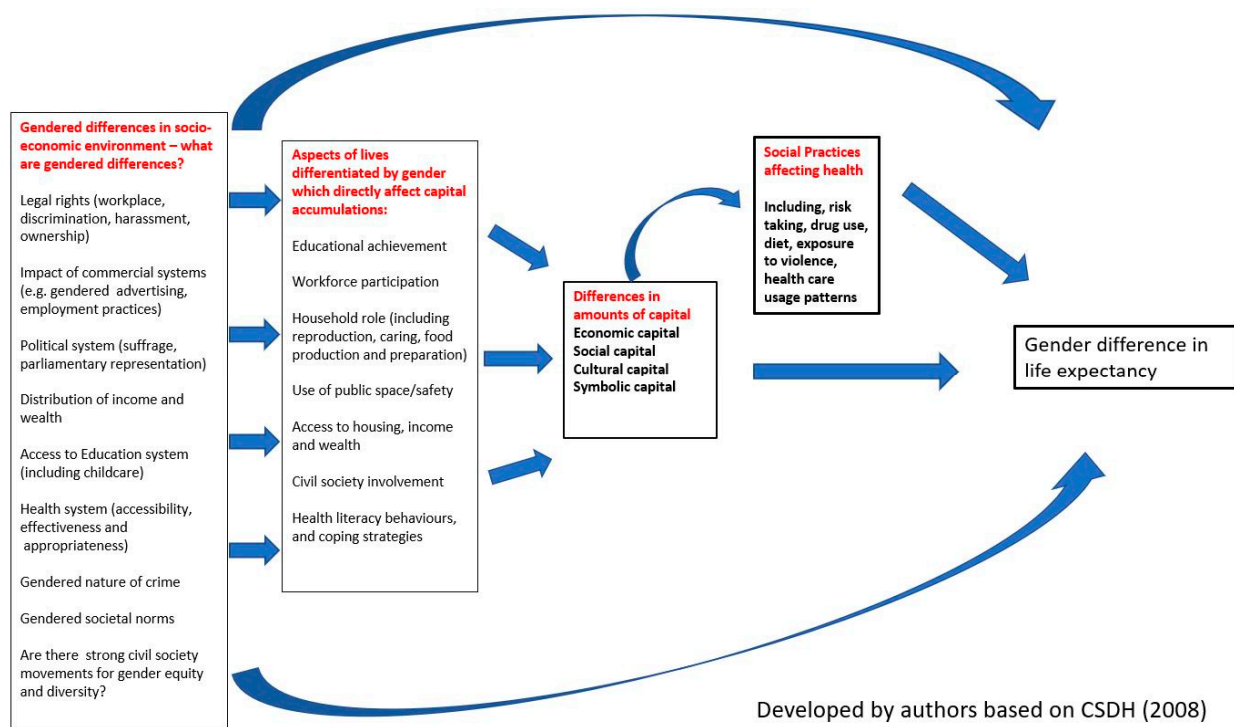 Gendered differences in socio-
economic environment – what
are gendered differences?
Legal rights (workplace,
discrimination, harassment,
ownership)
Impact of commercial systems
(e.g. gendered  advertising,
employment practices)
Political system (suffrage,
parliamentary representation)
Distribution of income and
wealth
Access to Education system
(including childcare)
Health system (accessibility,
effectiveness and
appropriateness)
Gendered nature of crime
Gendered societal norms
Are there  strong civil society
movements for gender equity
and diversity?
Aspects of lives
differentiated by gender
which directly affect capital
accumulations:
Educational achievement
Workforce participation
Household role (including
reproduction, caring, food
production and preparation)
Use of public space/safety
Access to housing, income
and wealth
Civil society involvement
Health literacy behaviours,
and coping strategies
Differences in
amounts of capital
Economic capital
Social capital
Cultural capital
Symbolic capital
Social Practices
affecting health
Including, risk
taking, drug use,
diet, exposure
to violence,
health care
usage patterns
Gender difference in
life expectancy
Developed by authors based on CSDH (2008)